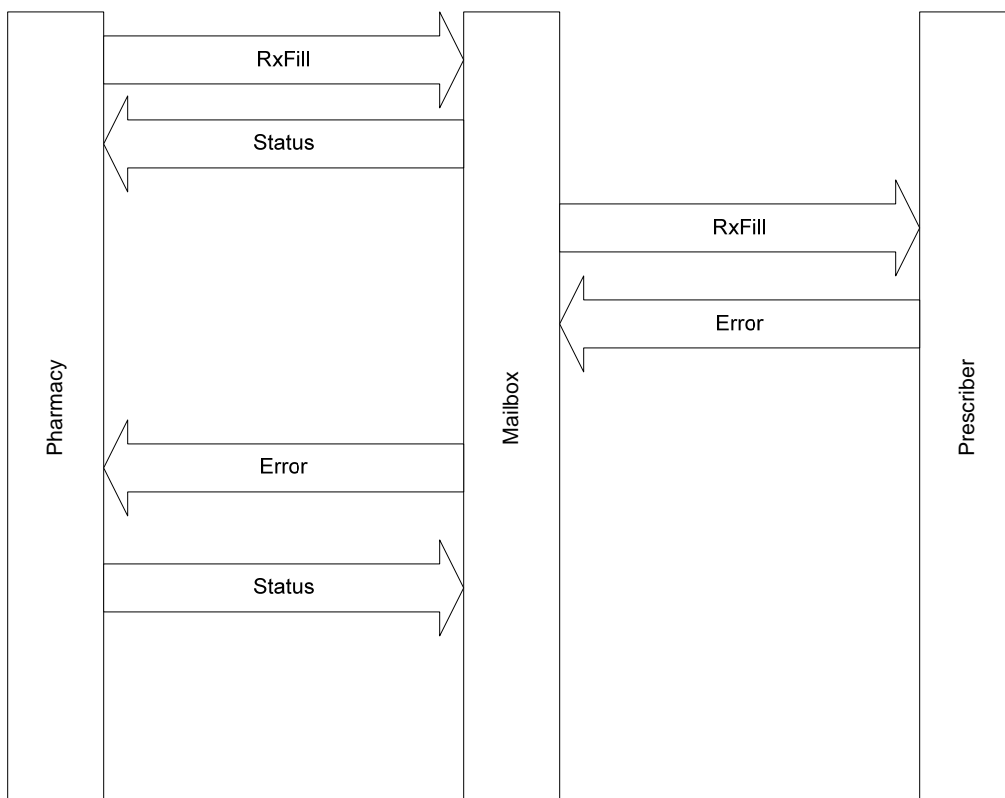 RxFill
Status
RxFill
Error
Pharmacy
Mailbox
Prescriber
Error
Status